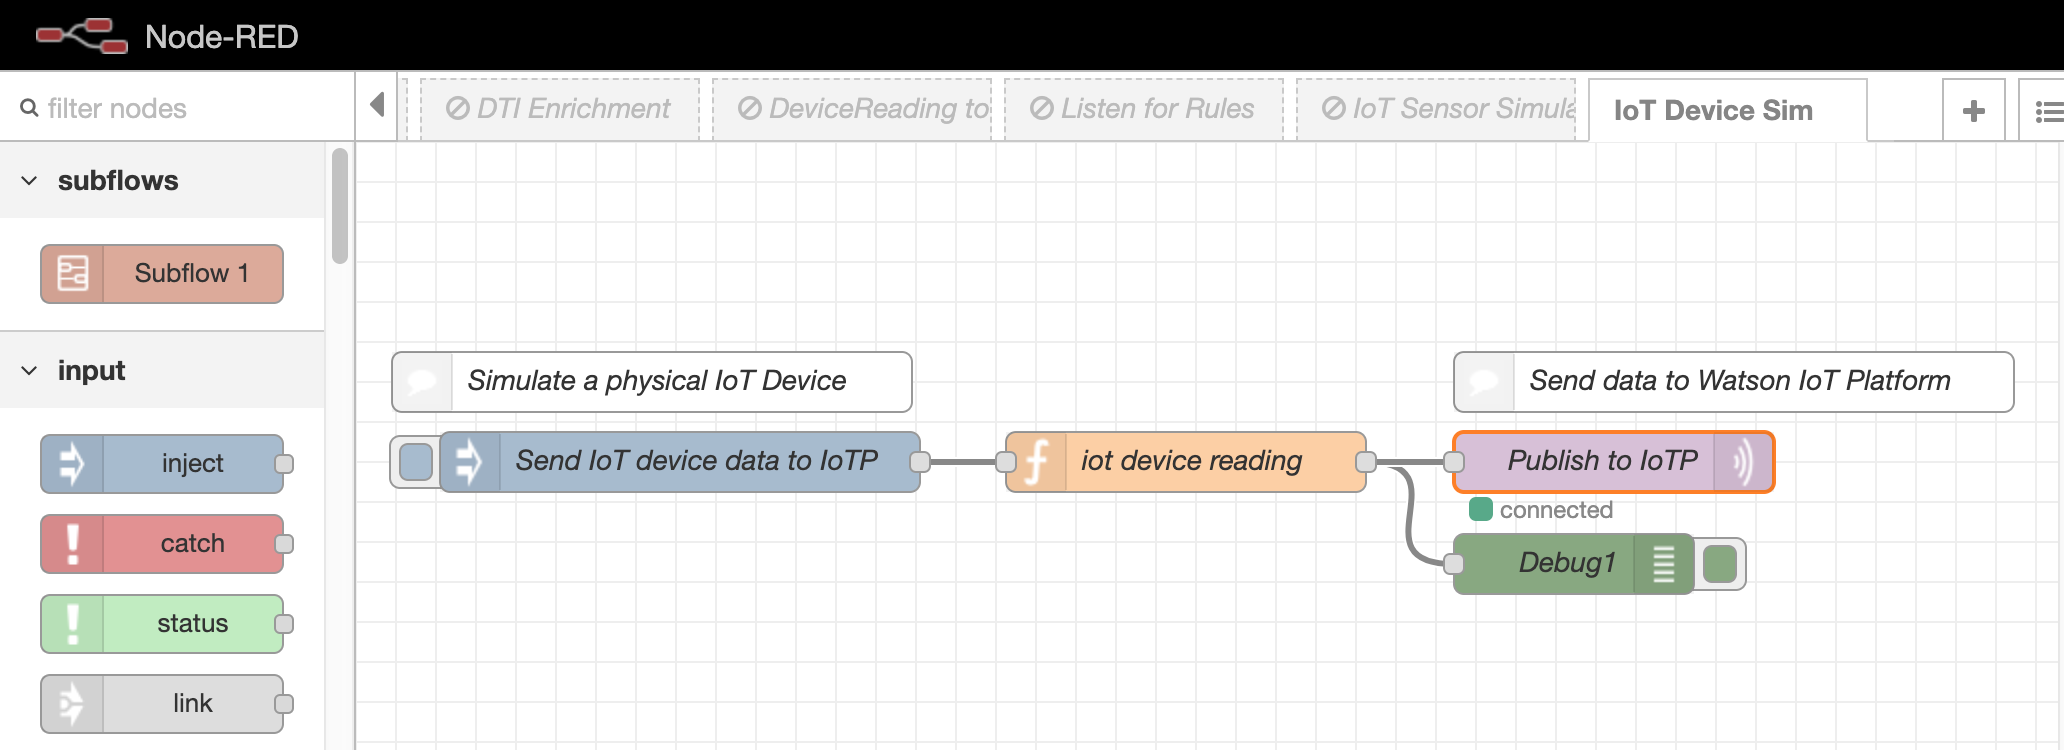 Node-RED
filter nodes
DTI Enrichment
DeviceReading to
Listen for Rules
IoT Sensor Simula
IoT Device Sim
subflows
Subflow 1
input
inject
catch
status
link
Simulate a physical IoT Device
Send data to Watson IoT Platform
Send IoT device data to IoTP
iot device reading
Publish to IoTP
connected
Debug1